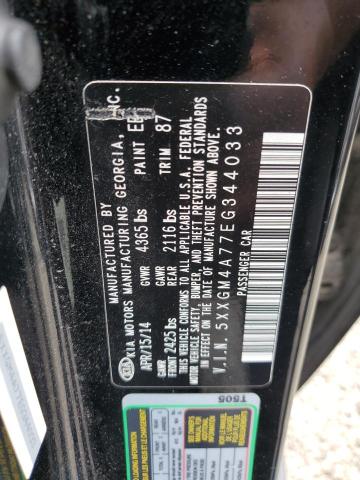 MANUFACTURED BY
KIA KIA MOTORS MANUFACTURING GEORGIA, INC.
APR/15/14 GVWR 4365 lbs PAINT EB
GAWR FRONT 2425 lbs GAWR REAR 2116 lbs TRIM 87
THIS VEHICLE CONFORMS TO ALL APPLICABLE U.S.A. FEDERAL
MOTOR VEHICLE SAFETY, BUMPER, AND THEFT PREVENTION STANDARDS
IN EFFECT ON THE DATE OF MANUFACTURE SHOWN ABOVE.
V.I.N. 5XXGM4A77EG344033
PASSENGER CAR
T505